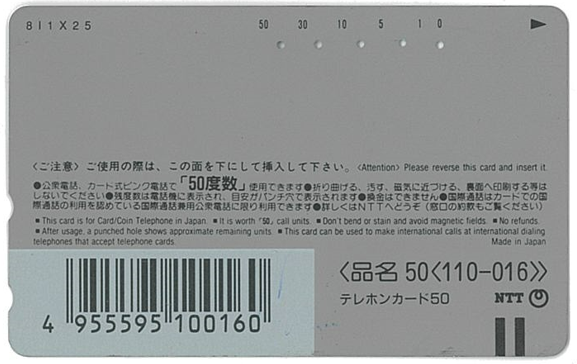 811X25
50 30 10 5 1 0
〈ご注意〉ご使用の際は、この面を下にして挿入して下さい。〈Attention〉Please reverse this card and insert it.
●公衆電話、カード式ピンク電話で「50度数」使用できます●折り曲げる、汚す、磁気に近づける、裏面へ印刷する等は
しないでください●残度数は電話機に表示され、目安がパンチ穴で表示されます●換金はできません●国際通話はカードでの国
際通話の利用を認めている国際通話兼用公衆電話に限り利用できます●詳しくはNTTへどうぞ(窓口の約款もご覧ください)
■This card is for Card/Coin Telephone in Japan. ■It is worth「50」call units. ■Don't bend or stain and avoid magnetic fields. ■No refunds.
■After usage, a punched hole shows approximate remaining units. ■This card can be used to make international calls at international dialing
telephones that accept telephone cards. Made in Japan
〈品名 50〈110-016〉〉
テレホンカード50 NTT
4 955595 100160